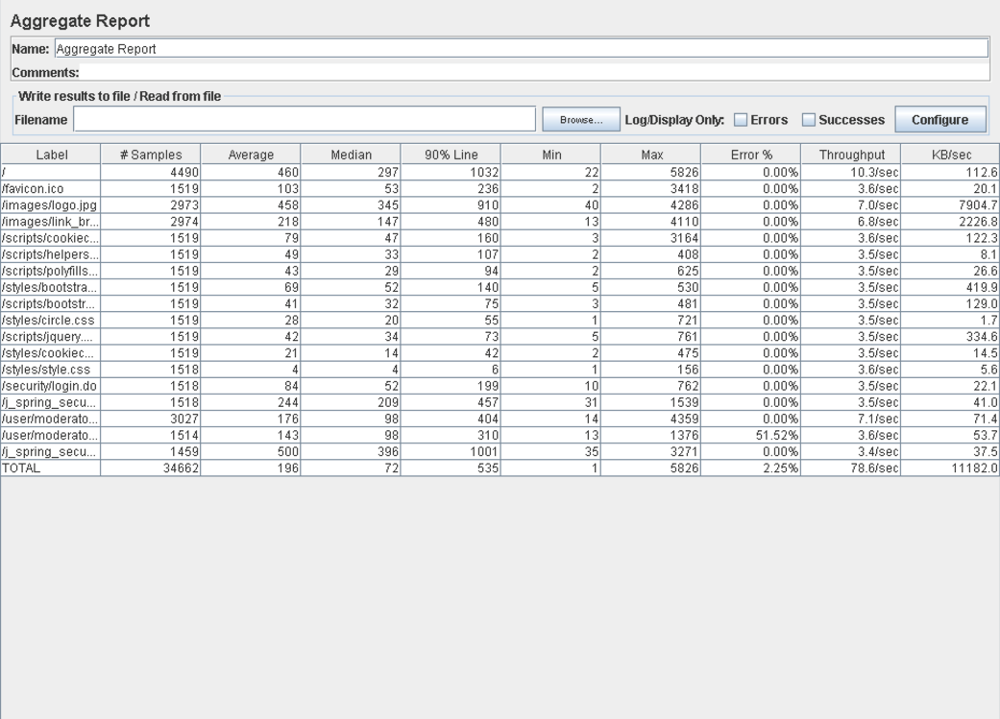 Aggregate Report
Name: Aggregate Report
Comments:
Write results to file / Read from file
Filename Browse... Log/Display Only: Errors Successes Configure
Label # Samples Average Median 90% Line Min Max Error % Throughput KB/sec
/ 4490 460 297 1032 22 5826 0.00% 10.3/sec 112.6
/favicon.ico 1519 103 53 236 2 3418 0.00% 3.6/sec 20.1
/images/logo.jpg 2973 458 345 910 40 4286 0.00% 7.0/sec 7904.7
/images/link_br... 2974 218 147 480 13 4110 0.00% 6.8/sec 2226.8
/scripts/cookiec... 1519 79 47 160 3 3164 0.00% 3.6/sec 122.3
/scripts/helpers... 1519 49 33 107 2 408 0.00% 3.5/sec 8.1
/scripts/polyfills... 1519 43 29 94 2 625 0.00% 3.5/sec 26.6
/styles/bootstra... 1519 69 52 140 5 530 0.00% 3.5/sec 419.9
/scripts/bootstr... 1519 41 32 75 3 481 0.00% 3.5/sec 129.0
/styles/circle.css 1519 28 20 55 1 721 0.00% 3.5/sec 1.7
/scripts/jquery.... 1519 42 34 73 5 761 0.00% 3.5/sec 334.6
/styles/cookiec... 1519 21 14 42 2 475 0.00% 3.5/sec 14.5
/styles/style.css 1518 4 4 6 1 156 0.00% 3.6/sec 5.6
/security/login.do 1518 84 52 199 10 762 0.00% 3.5/sec 22.1
/j_spring_secu... 1518 244 209 457 31 1539 0.00% 3.5/sec 41.0
/user/moderato... 3027 176 98 404 14 4359 0.00% 7.1/sec 71.4
/user/moderato... 1514 143 98 310 13 1376 51.52% 3.6/sec 53.7
/j_spring_secu... 1459 500 396 1001 35 3271 0.00% 3.4/sec 37.5
TOTAL 34662 196 72 535 1 5826 2.25% 78.6/sec 11182.0